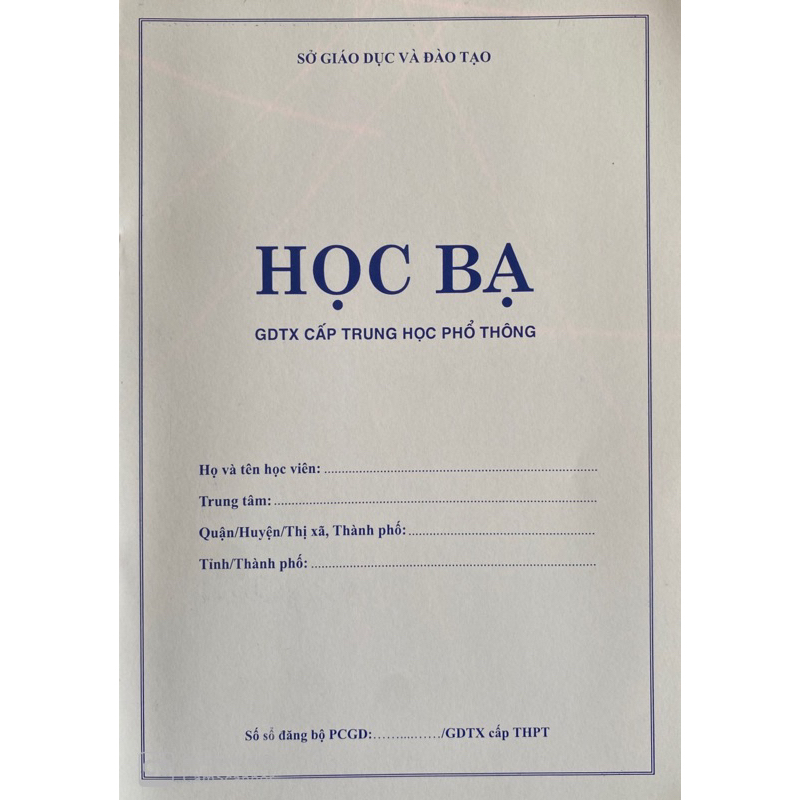 SỞ GIÁO DỤC VÀ ĐÀO TẠO
HỌC BẠ
GDTX CẤP TRUNG HỌC PHỔ THÔNG
Họ và tên học viên: ................................................................................
Trung tâm: ................................................................................
Quận/Huyện/Thị xã, Thành phố: ......................................................
Tỉnh/Thành phố: ................................................................................
Số sổ đăng bộ PCGD:……....……/GDTX cấp THPT